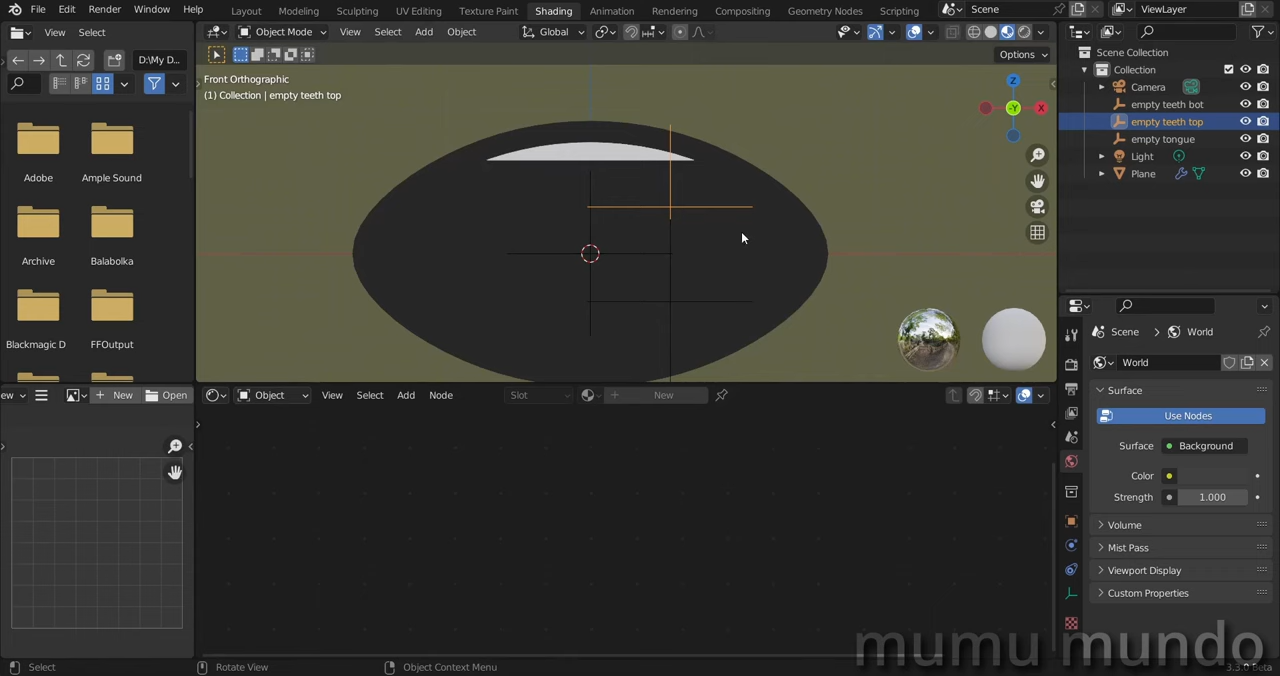 File Edit Render Window Help Layout Modeling Sculpting UV Editing Texture Paint Shading Animation Rendering Compositing Geometry Nodes Scripting Scene ViewLayer
View Select Object Mode View Select Add Object Global
D:\My D...
Options
Front Orthographic
(1) Collection | empty teeth top
Z
-Y
X
Adobe
Ample Sound
Archive
Balabolka
Blackmagic D
FFOutput
Scene Collection
Collection
Camera
empty teeth bot
empty teeth top
empty tongue
Light
Plane
Scene > World
World
Surface
Use Nodes
Surface Background
Color
Strength 1.000
Volume
Mist Pass
Viewport Display
Custom Properties
ew New Open Object View Select Add Node Slot New
mumu mundo
Select Rotate View Object Context Menu 3.3.0 Beta